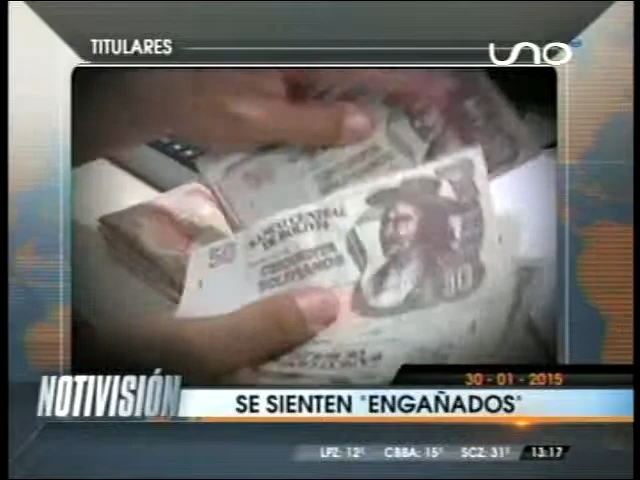 TITULARES
UNO
50
BANCO CENTRAL
DE BOLIVIA
CINCUENTA
BOLIVIANOS
30 - 01 - 2015
NOTIVISIÓN
SE SIENTEN "ENGAÑADOS"
LPZ: 12° CBBA: 15° SCZ: 31° 13:17